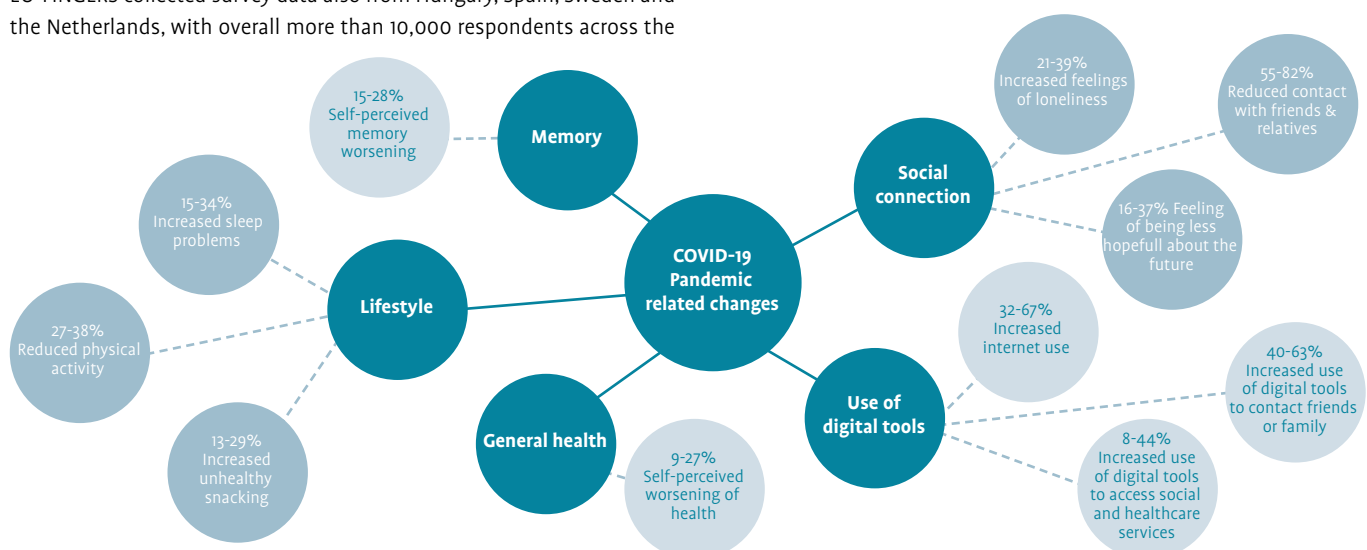 the Netherlands, with overall more than 10,000 respondents across the
15-28%
Self-perceived
memory
worsening
Memory
15-34%
Increased sleep
problems
Lifestyle
27-38%
Reduced physical
activity
13-29%
Increased
unhealthy
snacking
COVID-19
Pandemic
related changes
General health
9-27%
Self-perceived
worsening of
health
Social
connection
21-39%
Increased feelings
of loneliness
55-82%
Reduced contact
with friends &
relatives
16-37% Feeling
of being less
hopefull about the
future
Use of
digital tools
32-67%
Increased
internet use
40-63%
Increased use
of digital tools
to contact friends
or family
8-44%
Increased use
of digital tools
to access social
and healthcare
services